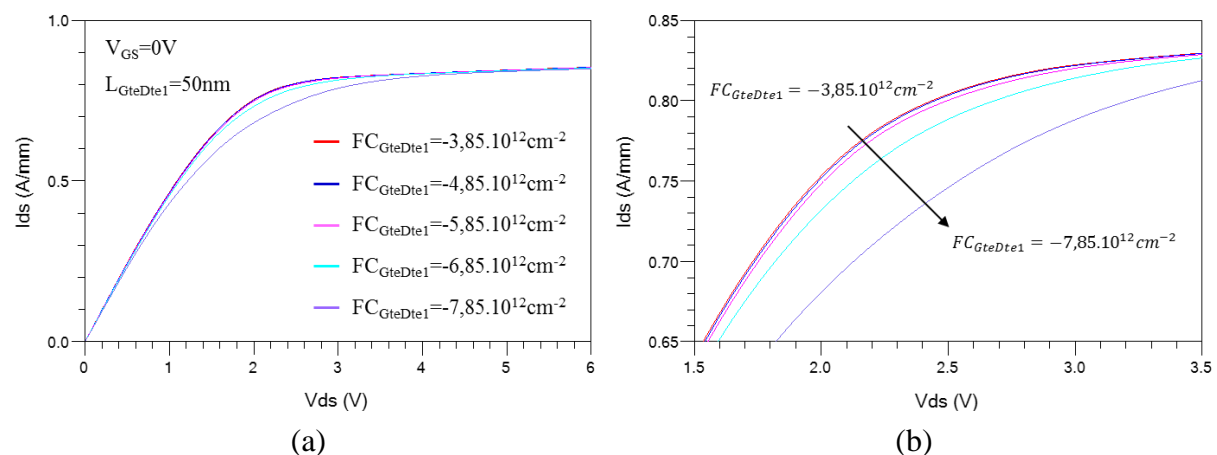 1.0
V_GS=0V
L_GteDte1=50nm
0.5
Ids (A/mm)
FC_GteDte1=-3,85.10^12cm^-2
FC_GteDte1=-4,85.10^12cm^-2
FC_GteDte1=-5,85.10^12cm^-2
FC_GteDte1=-6,85.10^12cm^-2
FC_GteDte1=-7,85.10^12cm^-2
0.0
0 1 2 3 4 5 6
Vds (V)
(a)
0.85
0.80
FC_GteDte1 = −3,85.10^12cm^−2
0.75
Ids (A/mm)
0.70
FC_GteDte1 = −7,85.10^12cm^−2
0.65
1.5 2.0 2.5 3.0 3.5
Vds (V)
(b)